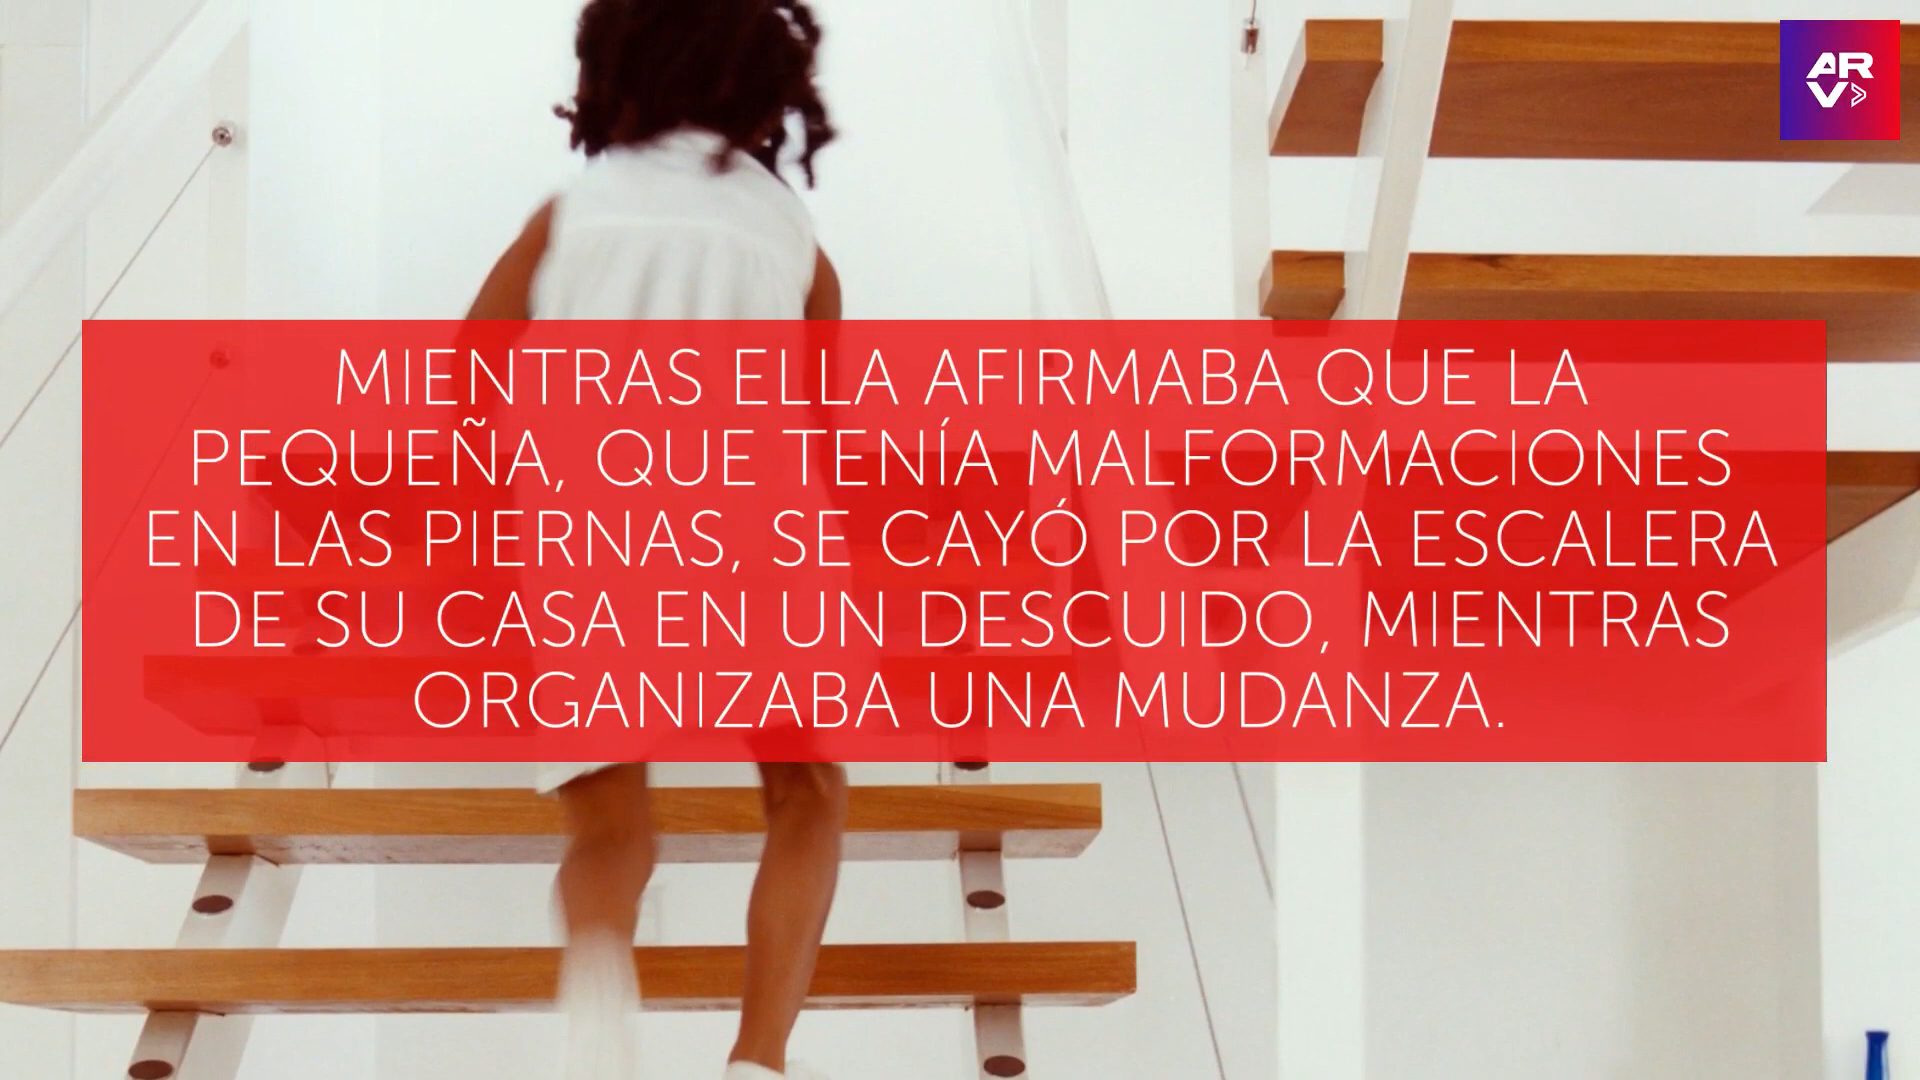 AR
V
MIENTRAS ELLA AFIRMABA QUE LA
PEQUEÑA, QUE TENÍA MALFORMACIONES
EN LAS PIERNAS, SE CAYÓ POR LA ESCALERA
DE SU CASA EN UN DESCUIDO, MIENTRAS
ORGANIZABA UNA MUDANZA.